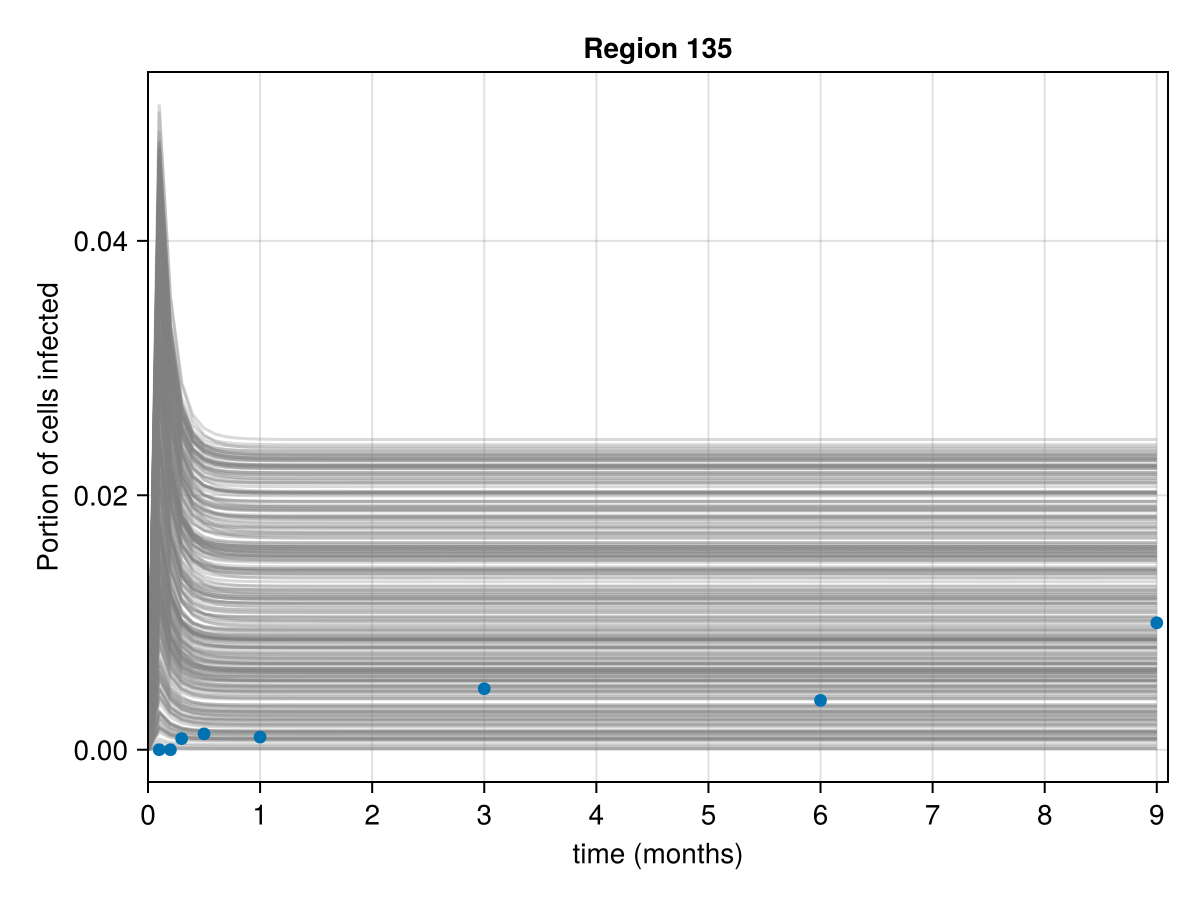 Region 135
Portion of cells infected
0.04
0.02
0.00
0 1 2 3 4 5 6 7 8 9
time (months)